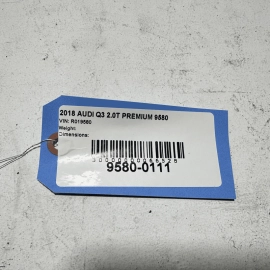 2018 AUDI Q3 2.0T PREMIUM 9580
VIN: R019580
Weight:
Dimensions:
9580-0111